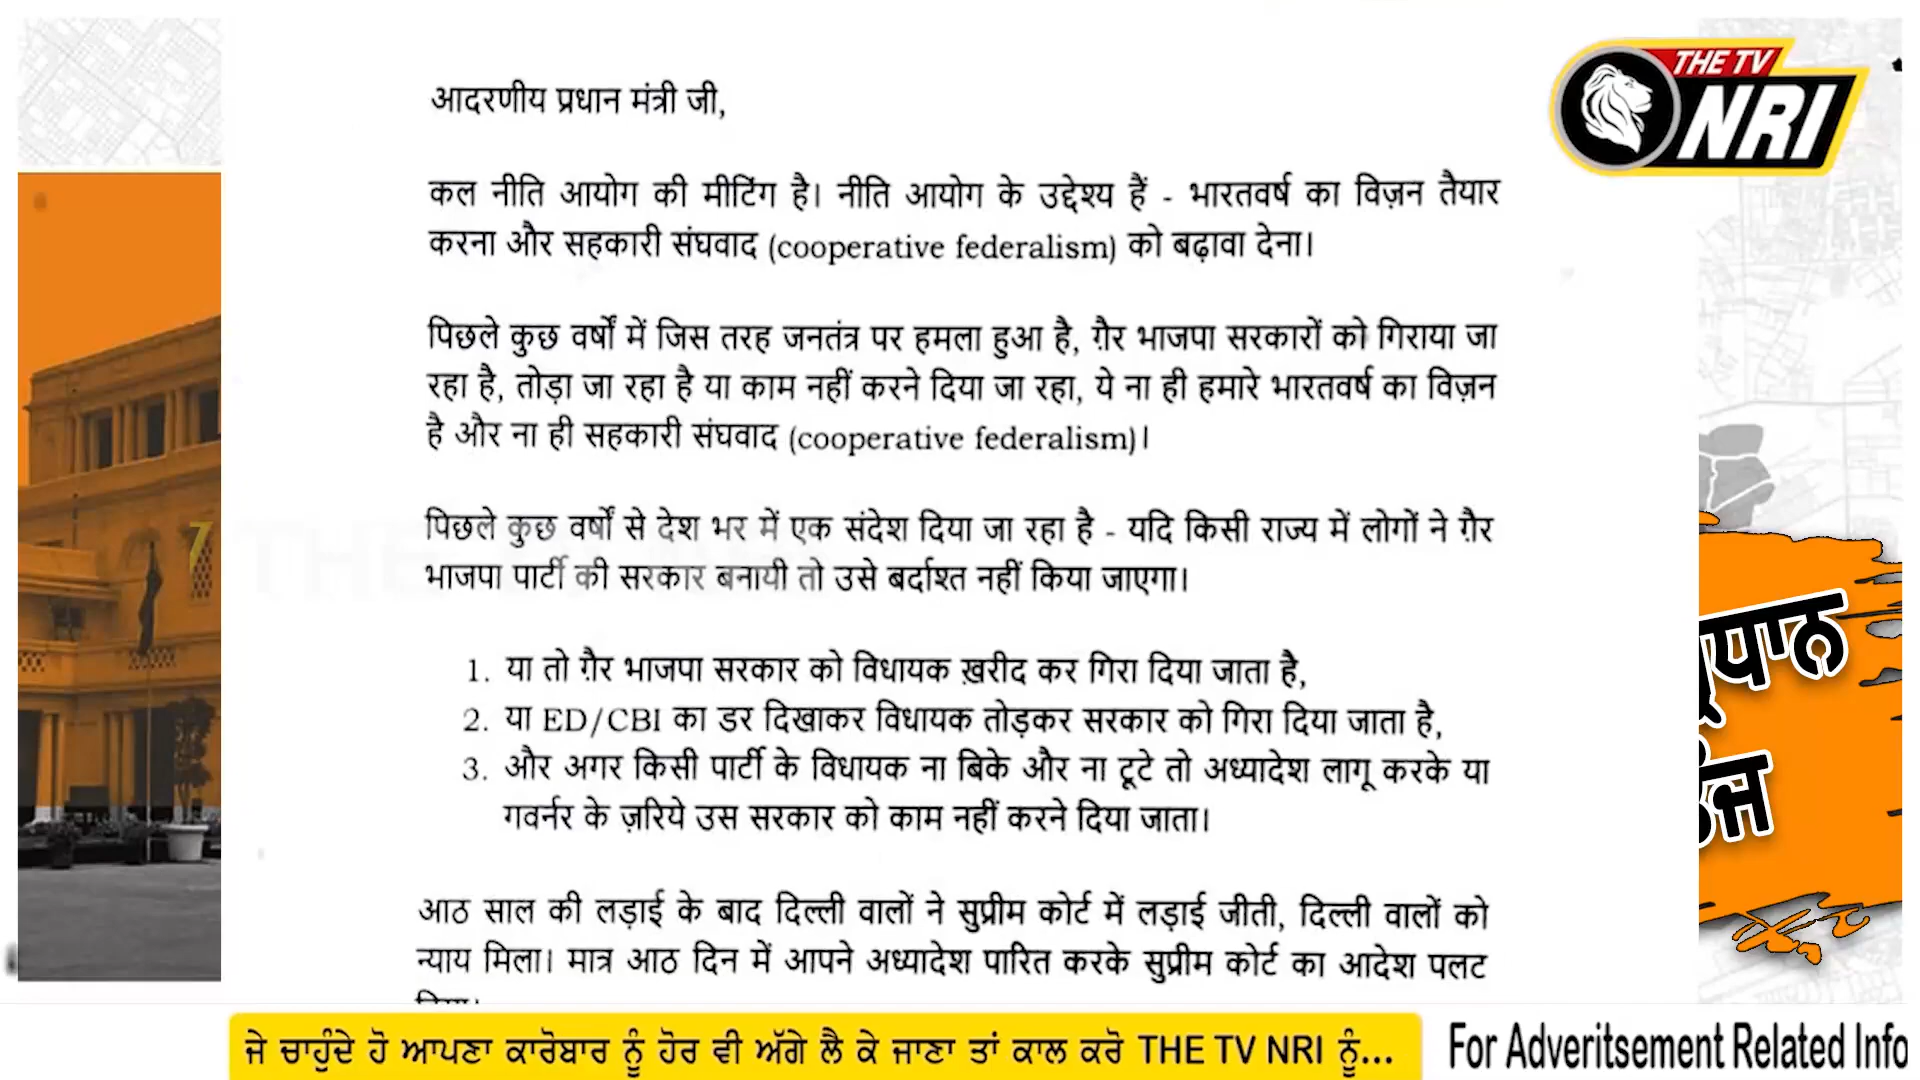 आदरणीय प्रधान मंत्री जी,
THE TV
NRI
कल नीति आयोग की मीटिंग है। नीति आयोग के उद्देश्य हैं - भारतवर्ष का विज़न तैयार
करना और सहकारी संघवाद (cooperative federalism) को बढ़ावा देना।
पिछले कुछ वर्षों में जिस तरह जनतंत्र पर हमला हुआ है, ग़ैर भाजपा सरकारों को गिराया जा
रहा है, तोड़ा जा रहा है या काम नहीं करने दिया जा रहा, ये ना ही हमारे भारतवर्ष का विज़न
है और ना ही सहकारी संघवाद (cooperative federalism)।
पिछले कुछ वर्षों से देश भर में एक संदेश दिया जा रहा है - यदि किसी राज्य में लोगों ने ग़ैर
भाजपा पार्टी की सरकार बनायी तो उसे बर्दाश्त नहीं किया जाएगा।
1. या तो ग़ैर भाजपा सरकार को विधायक ख़रीद कर गिरा दिया जाता है,
2. या ED/CBI का डर दिखाकर विधायक तोड़कर सरकार को गिरा दिया जाता है,
3. और अगर किसी पार्टी के विधायक ना बिके और ना टूटे तो अध्यादेश लागू करके या
गवर्नर के ज़रिये उस सरकार को काम नहीं करने दिया जाता।
आठ साल की लड़ाई के बाद दिल्ली वालों ने सुप्रीम कोर्ट में लड़ाई जीती, दिल्ली वालों को
न्याय मिला। मात्र आठ दिन में आपने अध्यादेश पारित करके सुप्रीम कोर्ट का आदेश पलट
ਜੇ ਚਾਹੁੰਦੇ ਹੋ ਆਪਣਾ ਕਾਰੋਬਾਰ ਨੂੰ ਹੋਰ ਵੀ ਅੱਗੇ ਲੈ ਕੇ ਜਾਣਾ ਤਾਂ ਕਾਲ ਕਰੋ THE TV NRI ਨੂੰ...
For Adveritsement Related Info